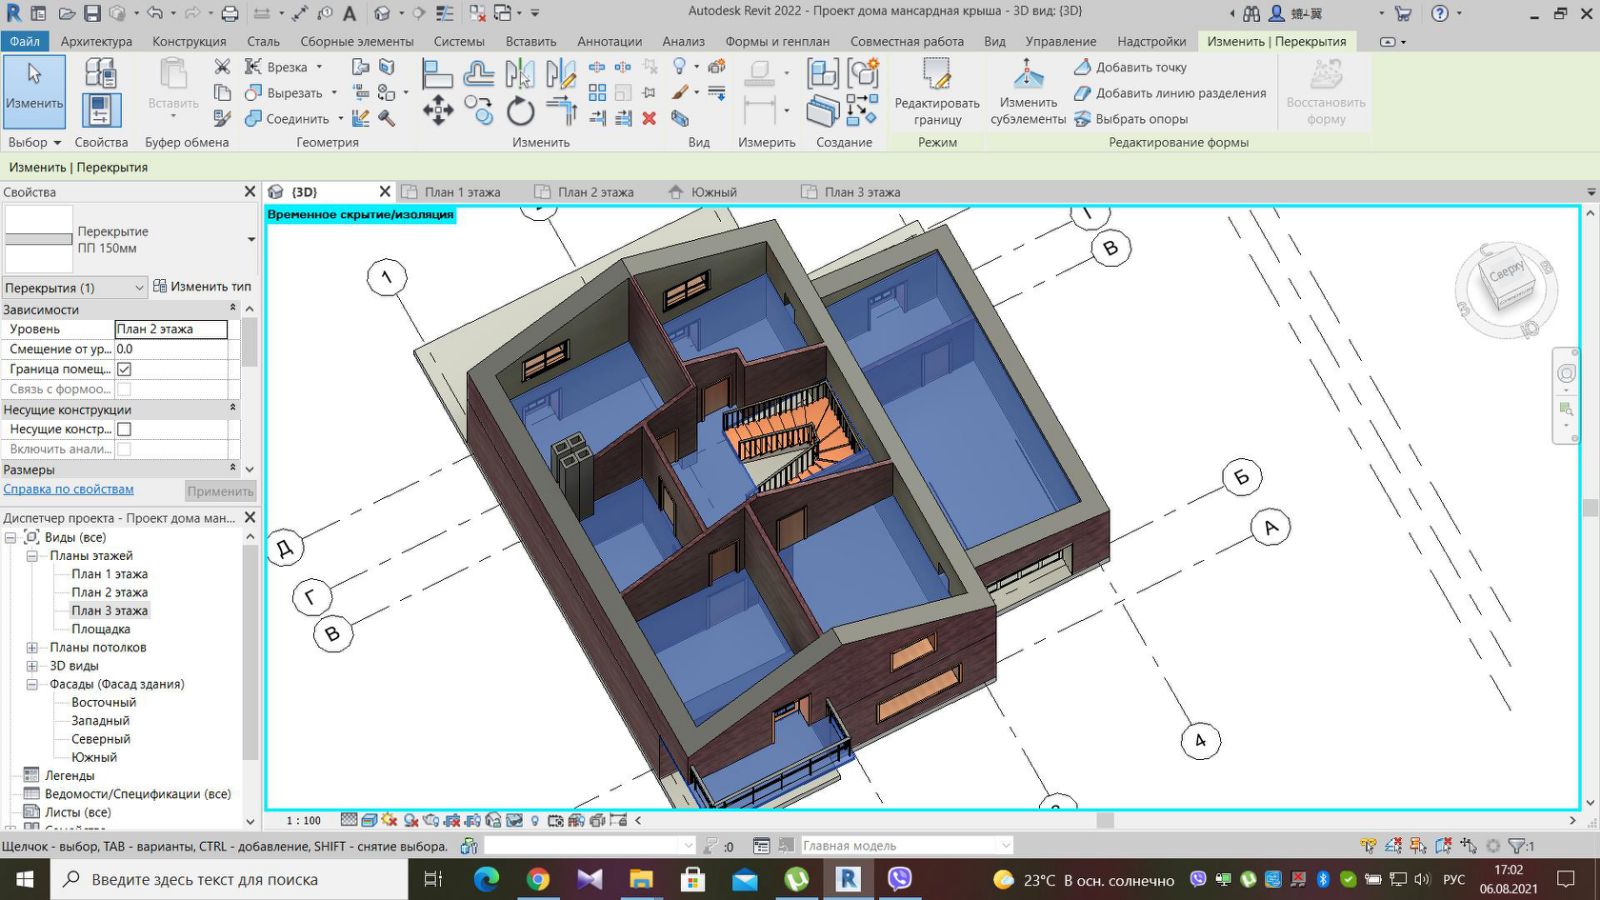 Autodesk Revit 2022 - Проект дома мансардная крыша - 3D вид: {3D}
Файл Архитектура Конструкция Сталь Сборные элементы Системы Вставить Аннотации Анализ Формы и генплан Совместная работа Вид Управление Надстройки Изменить | Перекрытия
Изменить
Вставить
Врезка
Вырезать
Соединить
Редактировать границу
Изменить субэлементы
Добавить точку
Добавить линию разделения
Выбрать опоры
Восстановить форму
Выбор Свойства Буфер обмена Геометрия Изменить Вид Измерить Создание Режим Редактирование формы
Изменить | Перекрытия
Свойства
{3D} План 1 этажа План 2 этажа Южный План 3 этажа
Временное скрытие/изоляция
Перекрытие
ПП 150мм
Перекрытия (1) Изменить тип
Зависимости
Уровень План 2 этажа
Смещение от ур... 0.0
Граница помещ...
Связь с формоо...
Несущие конструкции
Несущие констр...
Включить анали...
Размеры
Справка по свойствам Применить
Диспетчер проекта - Проект дома ман...
Виды (все)
Планы этажей
План 1 этажа
План 2 этажа
План 3 этажа
Площадка
Планы потолков
3D виды
Фасады (Фасад здания)
Восточный
Западный
Северный
Южный
Легенды
Ведомости/Спецификации (все)
Листы (все)
1
Г
В
Сверху
Б
А
Д
Г
В
4
1 : 100
Щелчок - выбор, TAB - варианты, CTRL - добавление, SHIFT - снятие выбора.
:0
Главная модель
:1
Введите здесь текст для поиска
23°C В осн. солнечно
РУС
17:02
06.08.2021